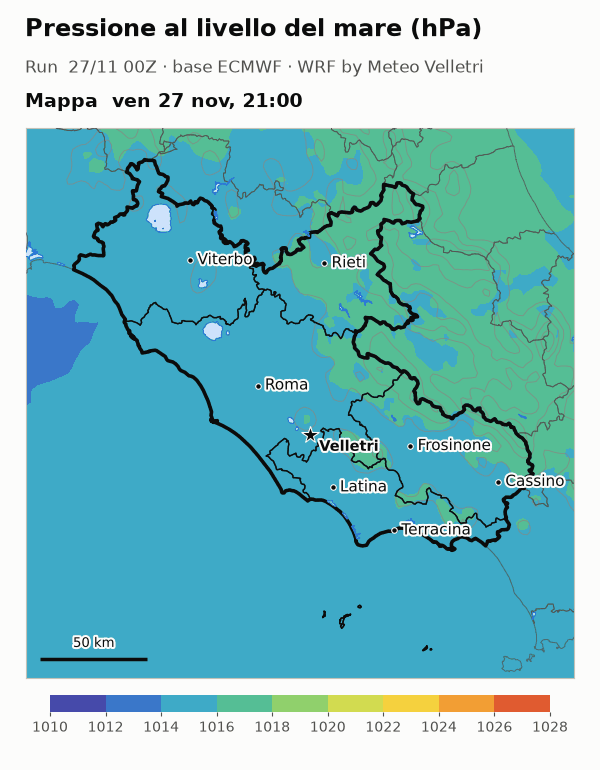 Pressione al livello del mare (hPa)
Run 27/11 00Z · base ECMWF · WRF by Meteo Velletri
Mappa ven 27 nov, 21:00
Viterbo
Rieti
Roma
Velletri
Frosinone
Cassino
Latina
Terracina
50 km
1010 1012 1014 1016 1018 1020 1022 1024 1026 1028